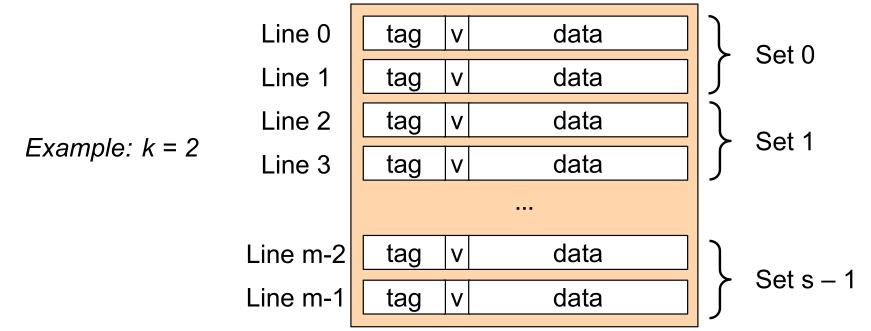 Line 0 tag v data Set 0
Line 1 tag v data
Line 2 tag v data Set 1
Example: k = 2
Line 3 tag v data
...
Line m-2 tag v data Set s – 1
Line m-1 tag v data